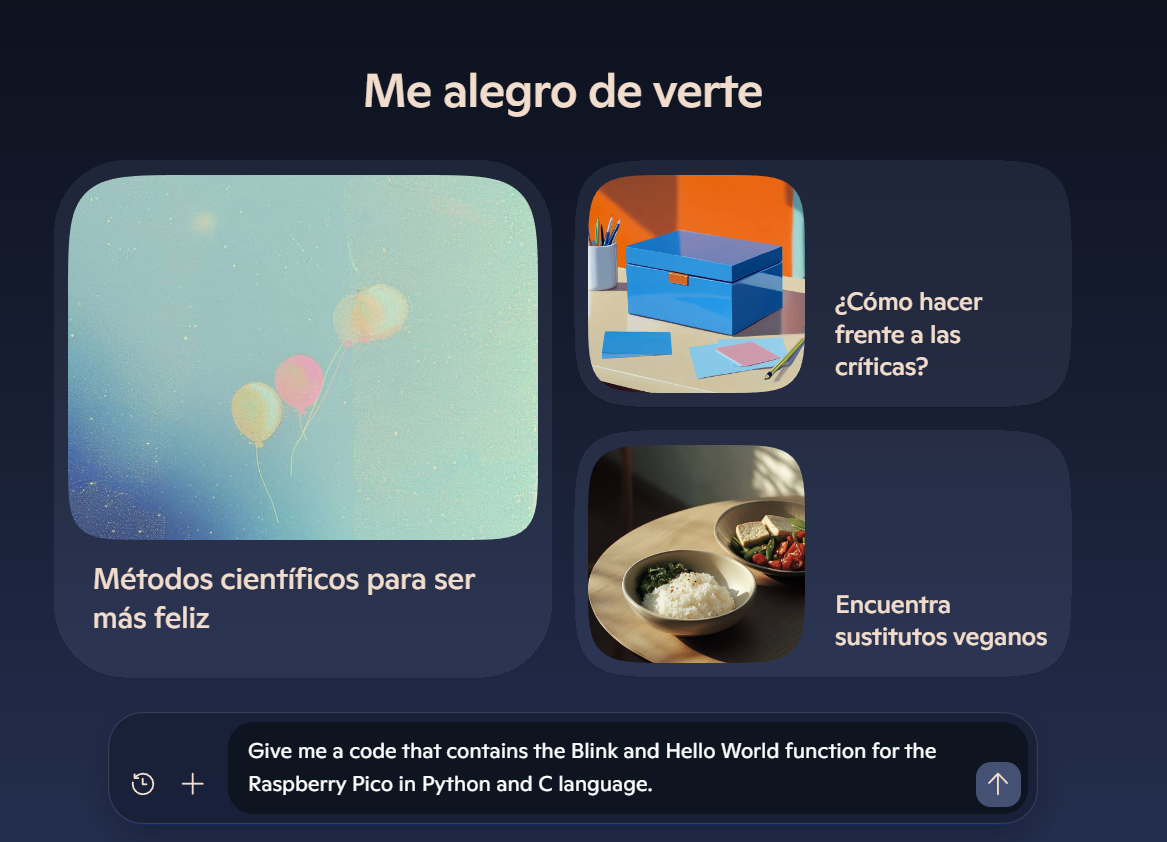 Me alegro de verte
Métodos científicos para ser
más feliz
¿Cómo hacer
frente a las
críticas?
Encuentra
sustitutos veganos
Give me a code that contains the Blink and Hello World function for the
Raspberry Pico in Python and C language.